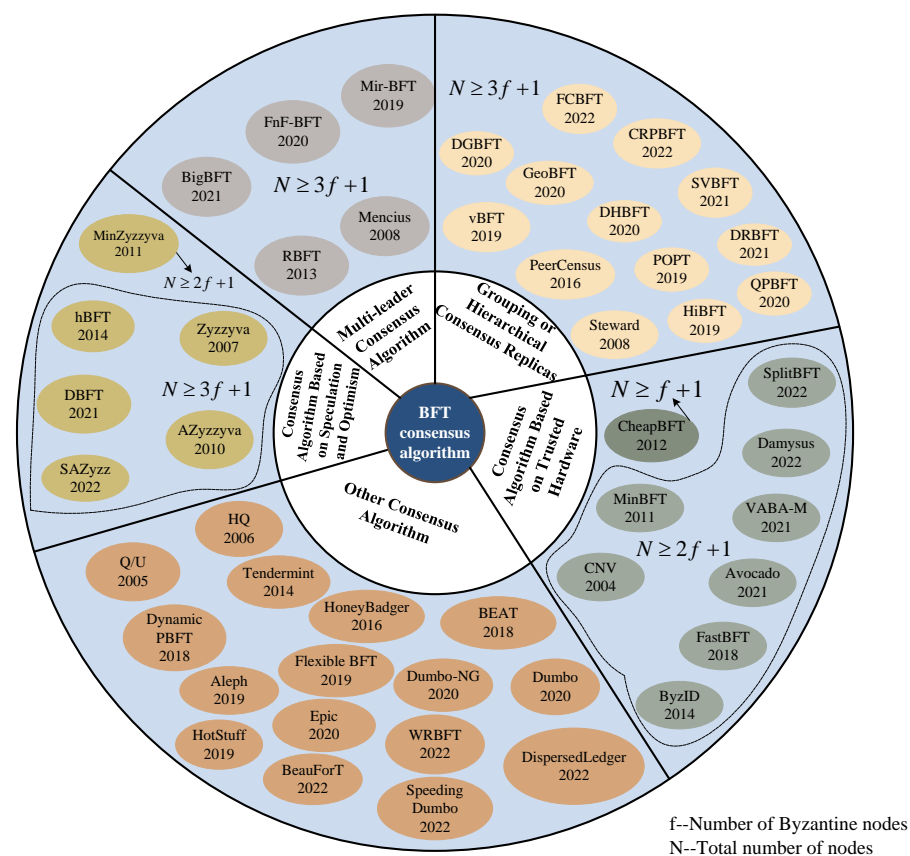 BFT
consensus
algorithm
Multi-leader
Consensus
Algorithm
Mir-BFT
2019
FnF-BFT
2020
BigBFT
2021
N ≥ 3f + 1
Mencius
2008
RBFT
2013
Grouping or
Hierarchical
Consensus Replicas
N ≥ 3f + 1
FCBFT
2022
CRPBFT
2022
DGBFT
2020
GeoBFT
2020
SVBFT
2021
vBFT
2019
DHBFT
2020
DRBFT
2021
PeerCensus
2016
POPT
2019
QPBFT
2020
Steward
2008
HiBFT
2019
Consensus
Algorithm Based
on Trusted
Hardware
N ≥ f + 1
CheapBFT
2012
SplitBFT
2022
Damysus
2022
MinBFT
2011
VABA-M
2021
N ≥ 2f + 1
CNV
2004
Avocado
2021
FastBFT
2018
ByzID
2014
Other Consensus
Algorithm
HQ
2006
Q/U
2005
Tendermint
2014
HoneyBadger
2016
BEAT
2018
Dynamic
PBFT
2018
Flexible BFT
2019
Dumbo-NG
2020
Dumbo
2020
Aleph
2019
Epic
2020
HotStuff
2019
WRBFT
2022
DispersedLedger
2022
BeauForT
2022
Speeding
Dumbo
2022
Consensus
Algorithm Based
on Speculation
and Optimism
MinZyzzyva
2011
N ≥ 2f + 1
hBFT
2014
Zyzzyva
2007
N ≥ 3f + 1
DBFT
2021
AZyzzyva
2010
SAZyzz
2022
f--Number of Byzantine nodes
N--Total number of nodes